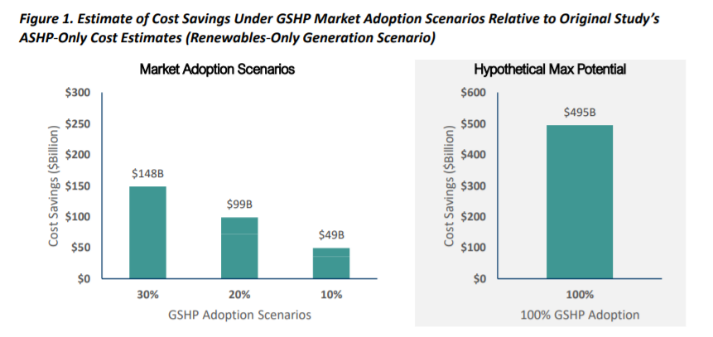 Figure 1. Estimate of Cost Savings Under GSHP Market Adoption Scenarios Relative to Original Study's
ASHP-Only Cost Estimates (Renewables-Only Generation Scenario)
Market Adoption Scenarios
Cost Savings ($Billion)
$300
$250
$200
$150
$100
$50
$0
$148B
$99B
$49B
30%
20%
10%
GSHP Adoption Scenarios
Hypothetical Max Potential
Cost Savings ($Billion)
$600
$500
$400
$300
$200
$100
$0
$495B
100%
100% GSHP Adoption